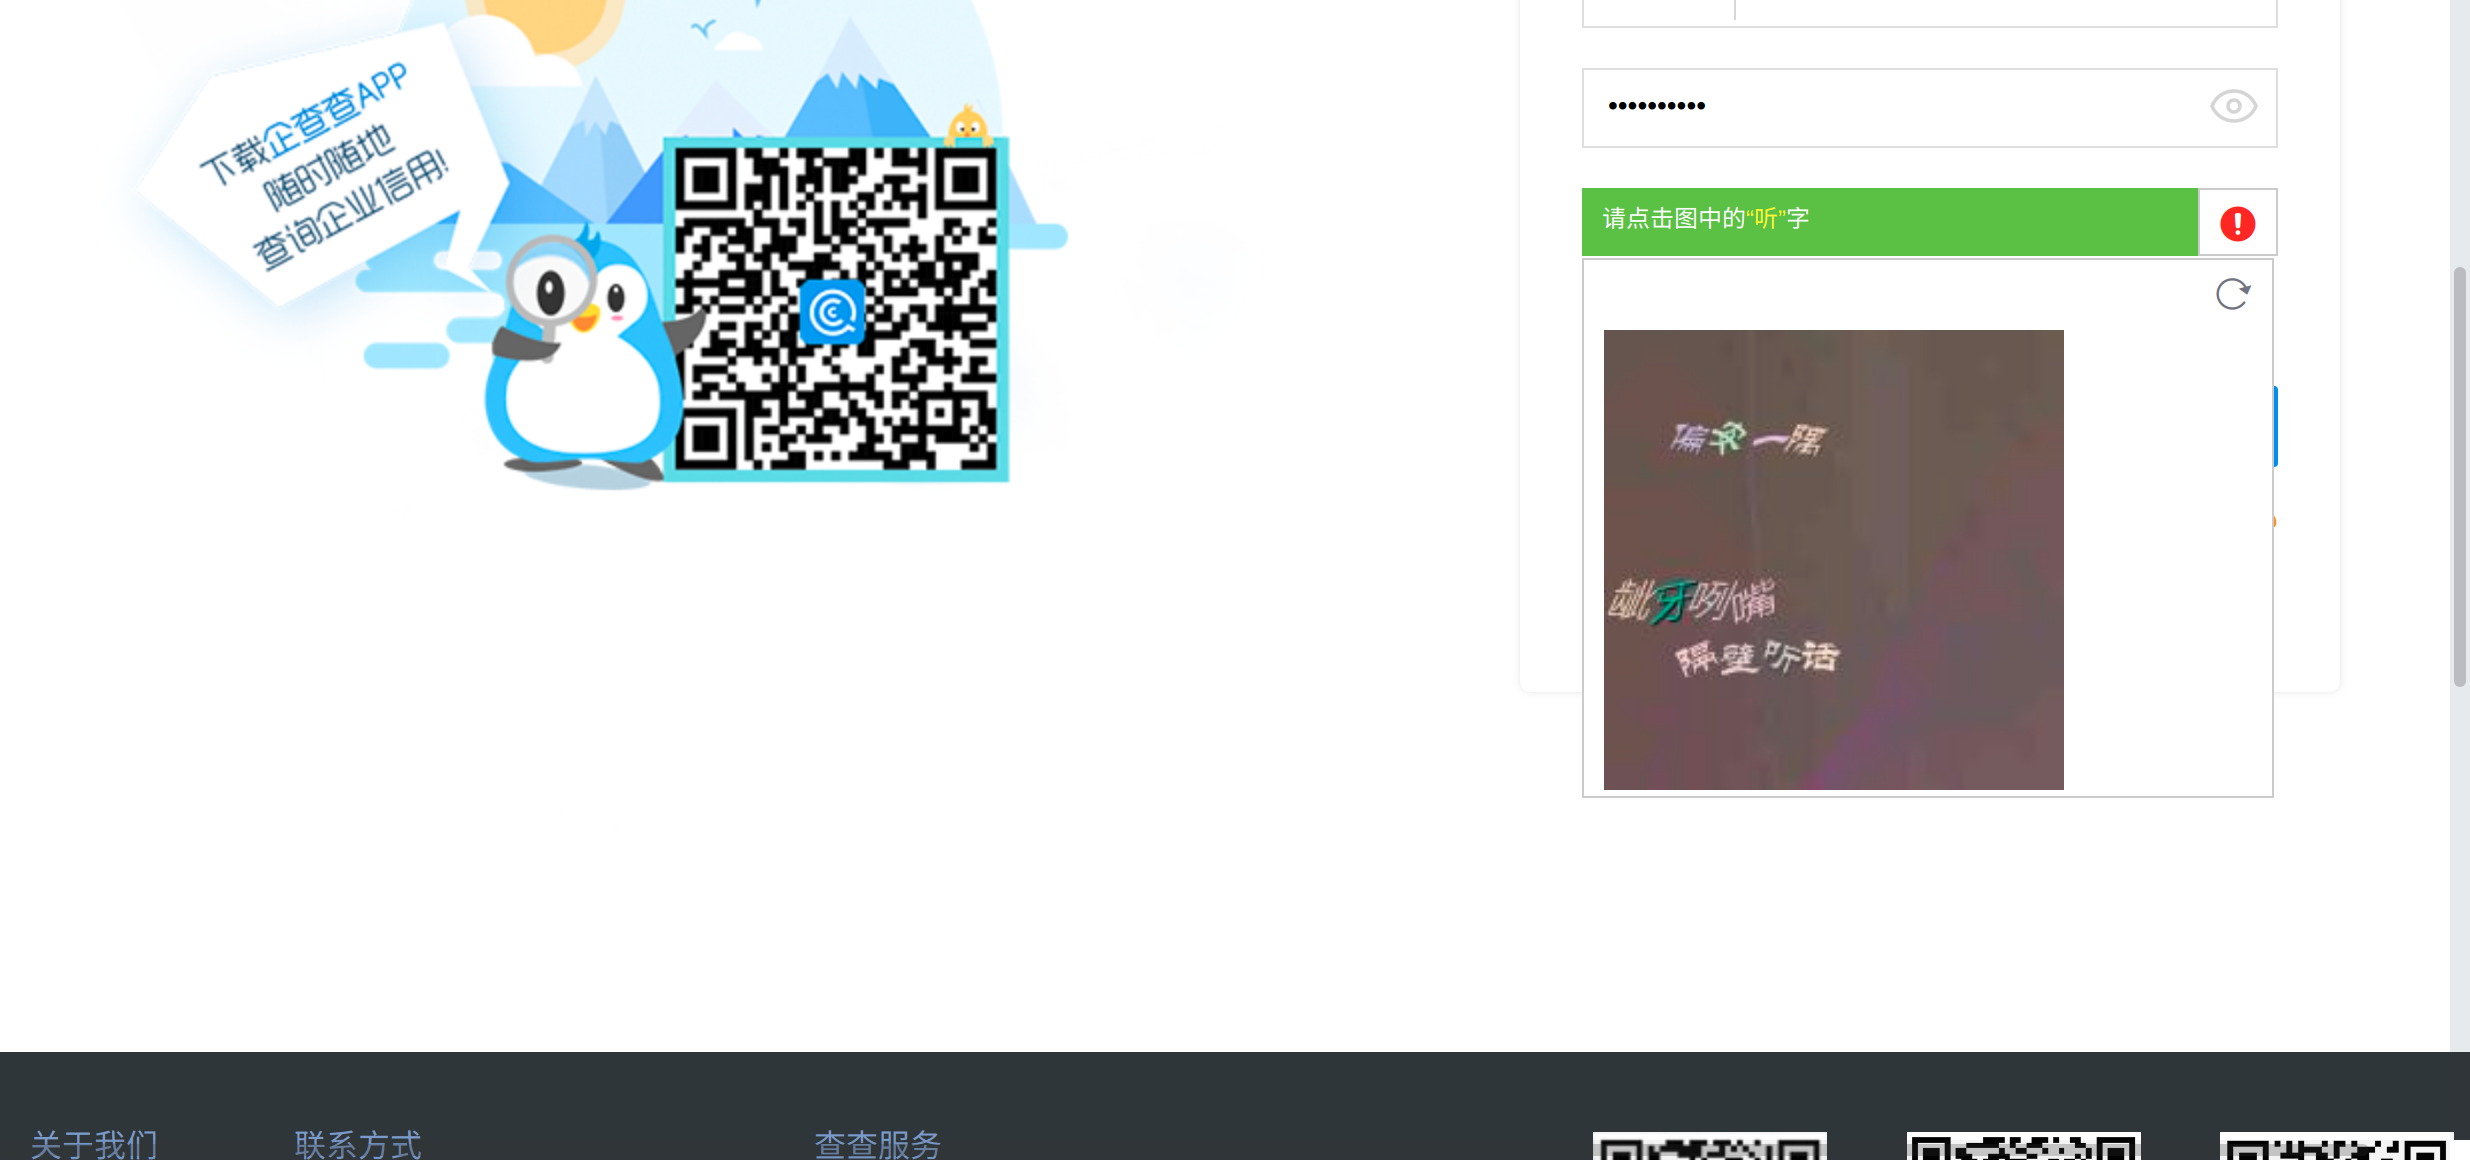 下载企查查APP
随时随地
查询企业信用!
••••••••••
请点击图中的“听”字
偏安一隅
龇牙咧嘴
隔壁听话
关于我们
联系方式
查查服务